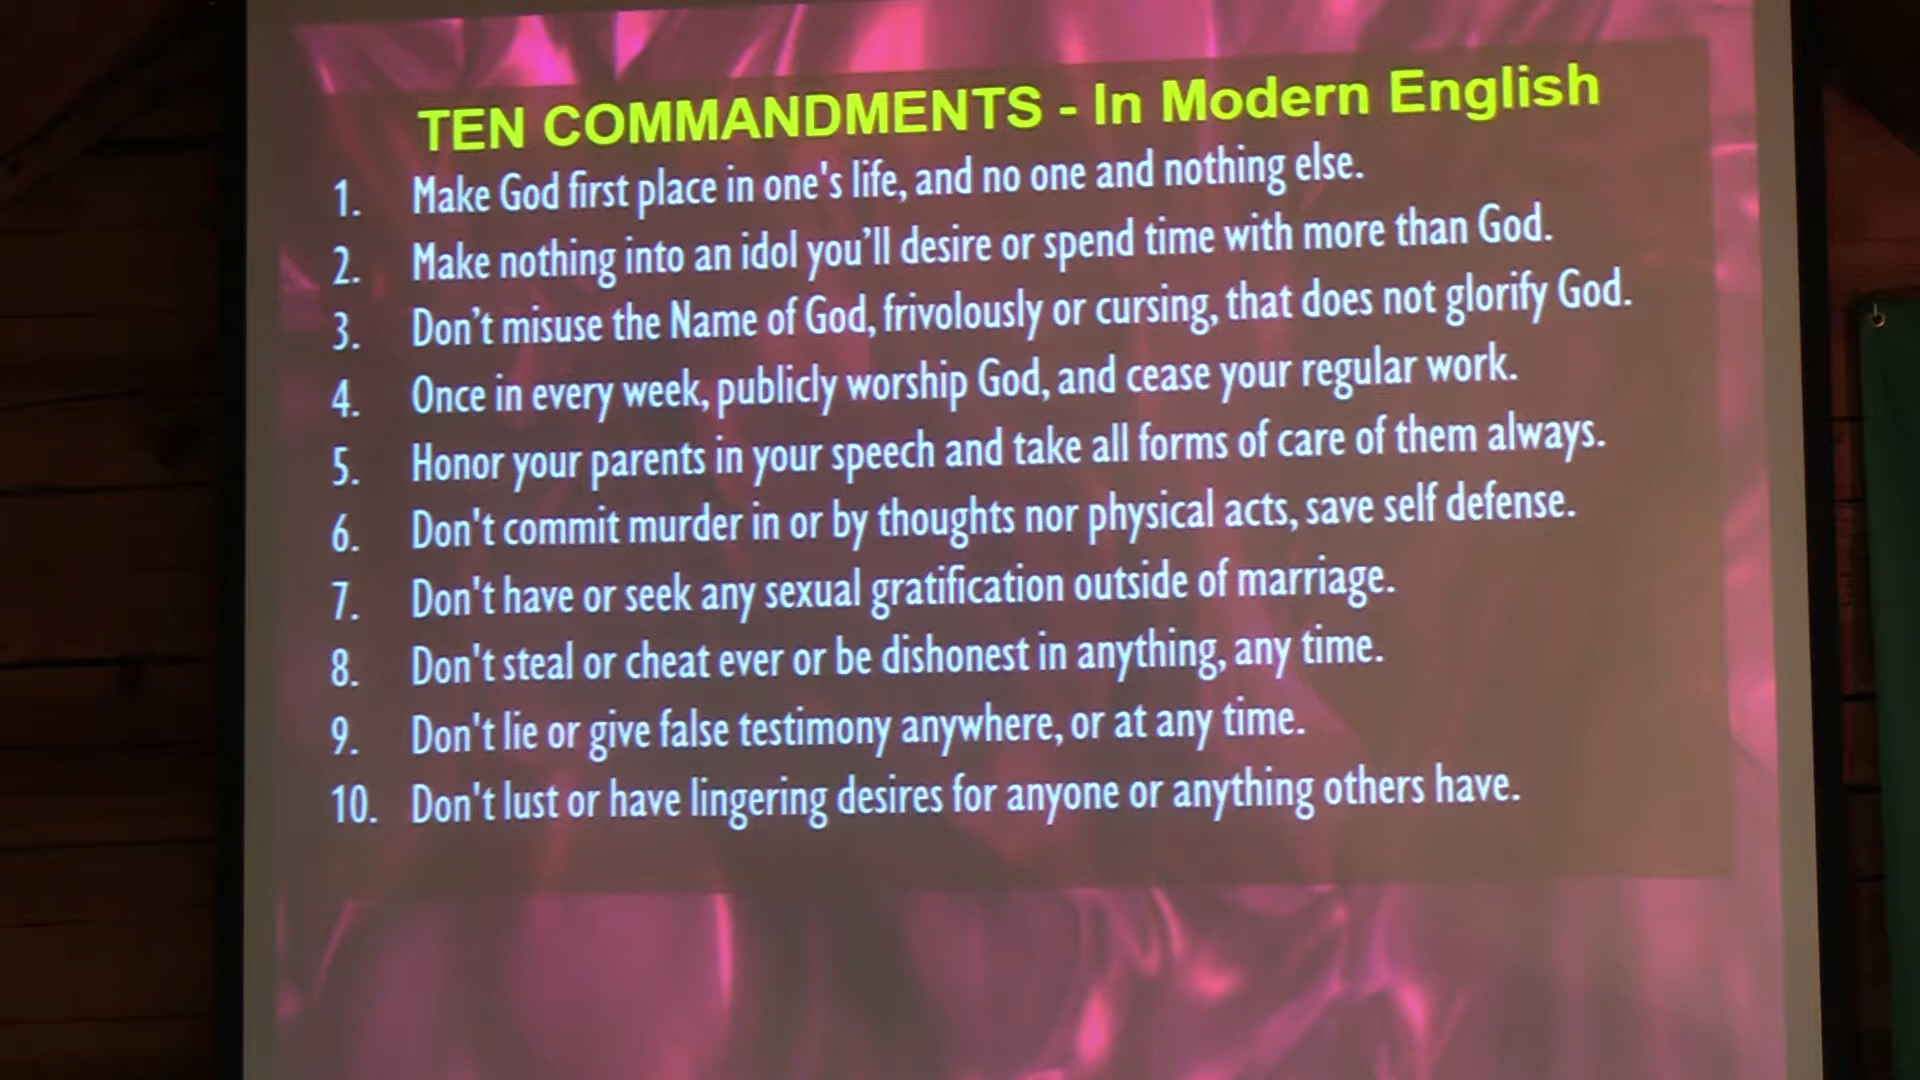 TEN COMMANDMENTS - In Modern English
1. Make God first place in one's life, and no one and nothing else.
2. Make nothing into an idol you’ll desire or spend time with more than God.
3. Don’t misuse the Name of God, frivolously or cursing, that does not glorify God.
4. Once in every week, publicly worship God, and cease your regular work.
5. Honor your parents in your speech and take all forms of care of them always.
6. Don't commit murder in or by thoughts nor physical acts, save self defense.
7. Don't have or seek any sexual gratification outside of marriage.
8. Don't steal or cheat ever or be dishonest in anything, any time.
9. Don't lie or give false testimony anywhere, or at any time.
10. Don't lust or have lingering desires for anyone or anything others have.